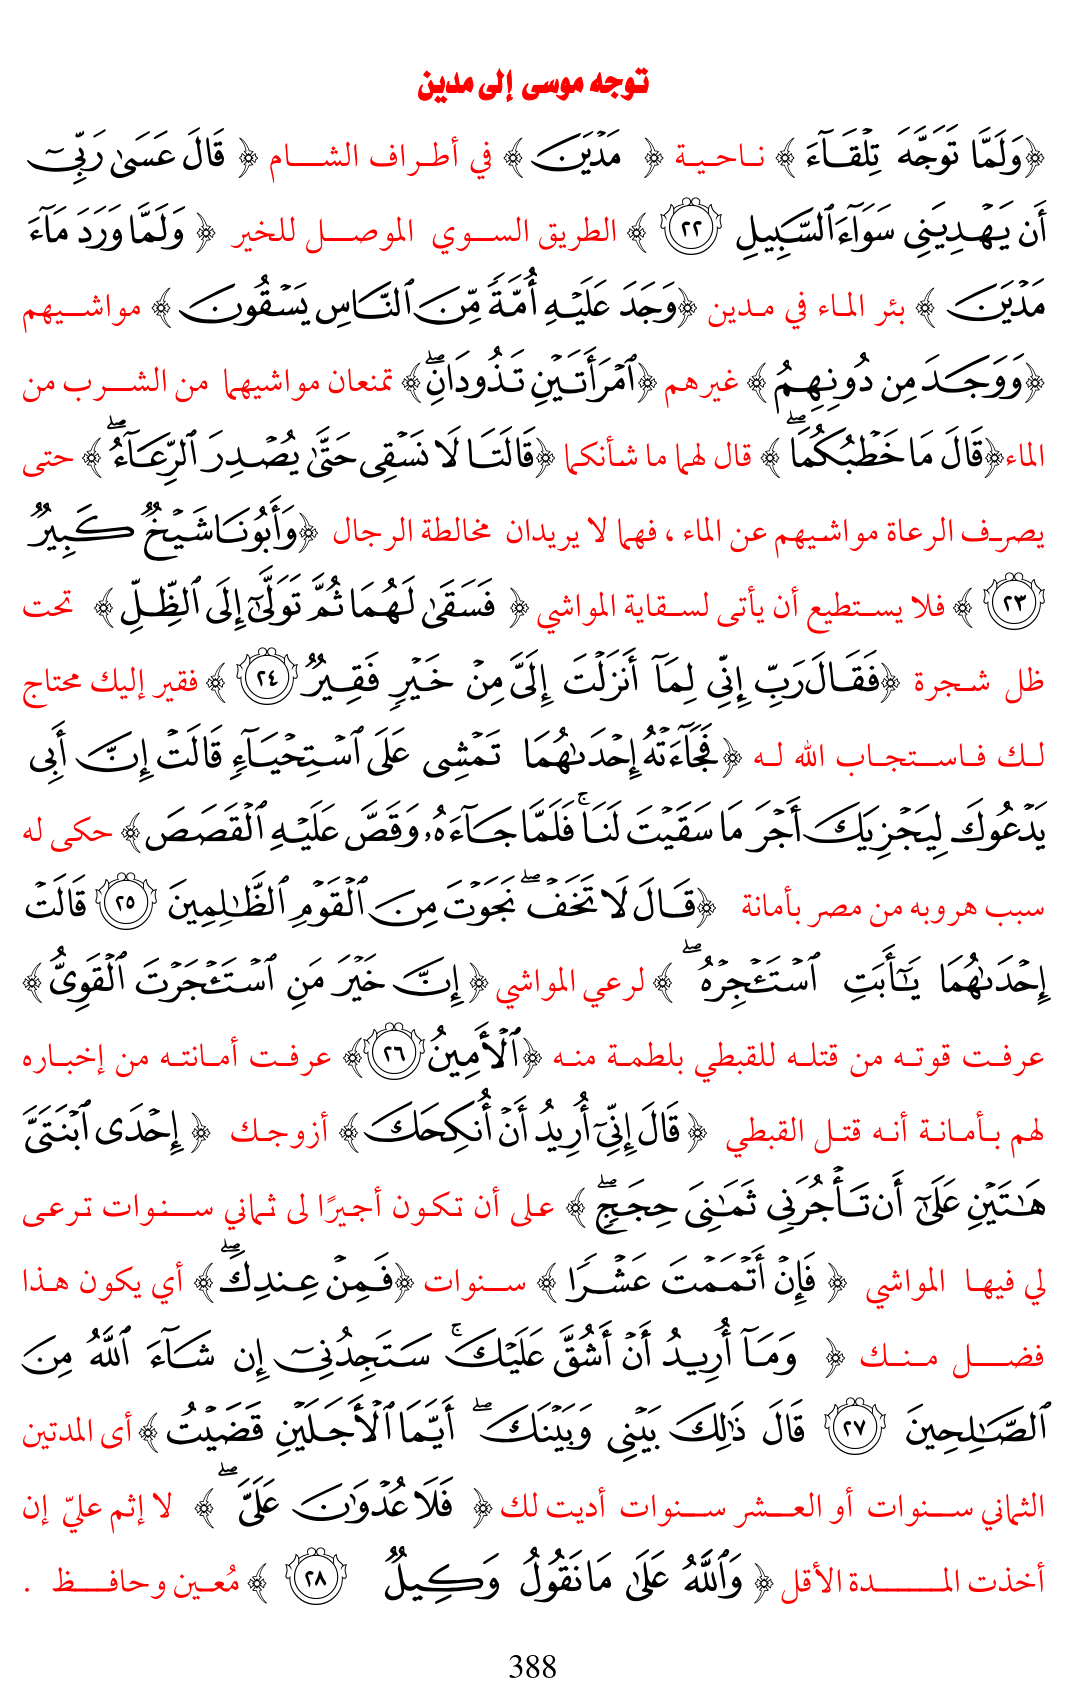 توجه موسى إلى مدين
﴿وَلَمَّا تَوَجَّهَ تِلْقَآءَ﴾ ناحية ﴿ مَدْيَنَ﴾ في أطراف الشام ﴿ قَالَ عَسَىٰ رَبِّىٓ
أَن يَهْدِيَنِى سَوَآءَ ٱلسَّبِيلِ ٢٢ ﴾ الطريق السوي الموصل للخير ﴿ وَلَمَّا وَرَدَ مَآءَ
مَدْيَنَ ﴾ بئر الماء في مدين ﴿وَجَدَ عَلَيْهِ أُمَّةً مِّنَ ٱلنَّاسِ يَسْقُونَ ﴾ مواشيهم
﴿وَوَجَدَ مِن دُونِهِمُ ﴾ غيرهم ﴿ٱمْرَأَتَيْنِ تَذُودَانِۖ﴾ تمنعان مواشيهما من الشرب من
الماء﴿قَالَ مَا خَطْبُكُمَاۖ ﴾ قال لهما ما شأنكما ﴿قَالَتَا لَا نَسْقِى حَتَّىٰ يُصْدِرَ ٱلرِّعَآءُۖ ﴾ حتى
يصرف الرعاة مواشيهم عن الماء ، فهما لا يريدان مخالطة الرجال ﴿وَأَبُونَا شَيْخٌ كَبِيرٌ
٢٣ ﴾ فلا يستطيع أن يأتى لسقاية المواشي ﴿ فَسَقَىٰ لَهُمَا ثُمَّ تَوَلَّىٰٓ إِلَى ٱلظِّلِّ ﴾ تحت
ظل شجرة ﴿فَقَالَ رَبِّ إِنِّى لِمَآ أَنزَلْتَ إِلَىَّ مِنْ خَيْرٍ فَقِيرٌ ٢٤ ﴾ فقير إليك محتاج
لك فاستجاب الله له ﴿فَجَآءَتْهُ إِحْدَىٰهُمَا تَمْشِى عَلَى ٱسْتِحْيَآءٍ قَالَتْ إِنَّ أَبِى
يَدْعُوكَ لِيَجْزِيَكَ أَجْرَ مَا سَقَيْتَ لَنَاۚ فَلَمَّا جَآءَهُۥ وَقَصَّ عَلَيْهِ ٱلْقَصَصَ ﴾ حكى له
سبب هروبه من مصر بأمانة ﴿قَالَ لَا تَخَفْۖ نَجَوْتَ مِنَ ٱلْقَوْمِ ٱلظَّٰلِمِينَ ٢٥ قَالَتْ
إِحْدَىٰهُمَا يَٰٓأَبَتِ ٱسْتَـْٔجِرْهُۖ ﴾ لرعي المواشي ﴿ إِنَّ خَيْرَ مَنِ ٱسْتَـْٔجَرْتَ ٱلْقَوِىُّ ﴾
عرفت قوته من قتله للقبطي بلطمة منه ﴿ٱلْأَمِينُ ٢٦﴾ عرفت أمانته من إخباره
لهم بأمانة أنه قتل القبطي ﴿ قَالَ إِنِّىٓ أُرِيدُ أَنْ أُنكِحَكَ﴾ أزوجك ﴿ إِحْدَى ٱبْنَتَىَّ
هَٰتَيْنِ عَلَىٰٓ أَن تَأْجُرَنِى ثَمَٰنِىَ حِجَجٍۖ ﴾ على أن تكون أجيرًا لى ثماني سنوات ترعى
لي فيها المواشي ﴿ فَإِنْ أَتْمَمْتَ عَشْرًا ﴾ سنوات ﴿فَمِنْ عِندِكَۖ﴾ أي يكون هذا
فضل منك ﴿ وَمَآ أُرِيدُ أَنْ أَشُقَّ عَلَيْكَۚ سَتَجِدُنِىٓ إِن شَآءَ ٱللَّهُ مِنَ
ٱلصَّٰلِحِينَ ٢٧ قَالَ ذَٰلِكَ بَيْنِى وَبَيْنَكَۖ أَيَّمَا ٱلْأَجَلَيْنِ قَضَيْتُ ﴾ أى المدتين
الثماني سنوات أو العشر سنوات أديت لك ﴿ فَلَا عُدْوَٰنَ عَلَىَّۖ ﴾ لا إثم عليّ إن
أخذت المدة الأقل ﴿ وَٱللَّهُ عَلَىٰ مَا نَقُولُ وَكِيلٌ ٢٨ ﴾ مُعين وحافظ .
388